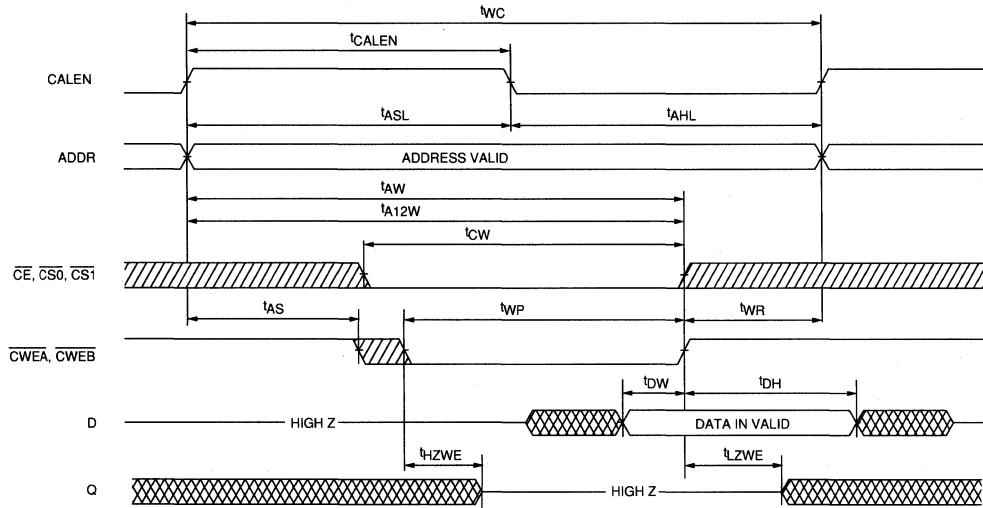 tWC
tCALEN
CALEN
tASL
tAHL
ADDR
ADDRESS VALID
tAW
tA12W
tCW
CE, CS0, CS1
tAS
tWP
tWR
CWEA, CWEB
tDW
tDH
D
HIGH Z
DATA IN VALID
tHZWE
tLZWE
Q
HIGH Z